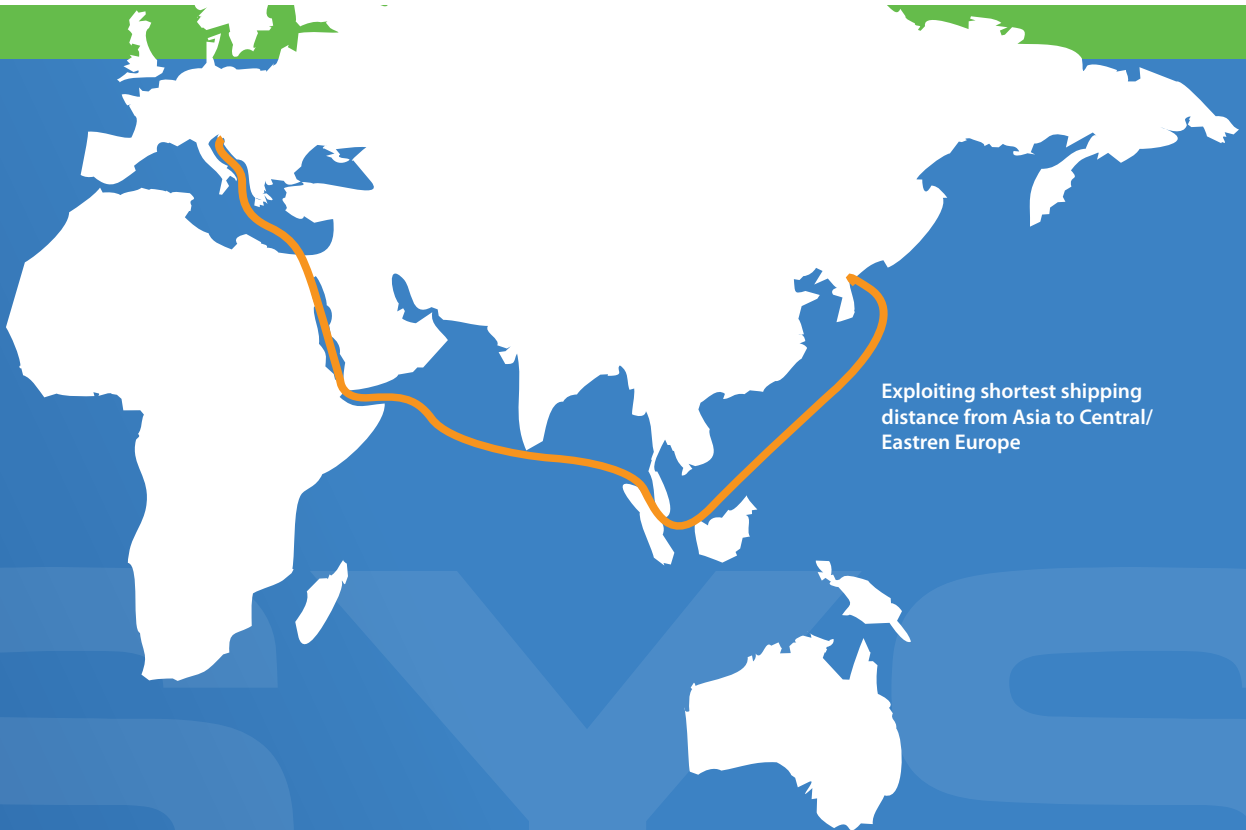 Exploiting shortest shipping
distance from Asia to Central/
Eastren Europe